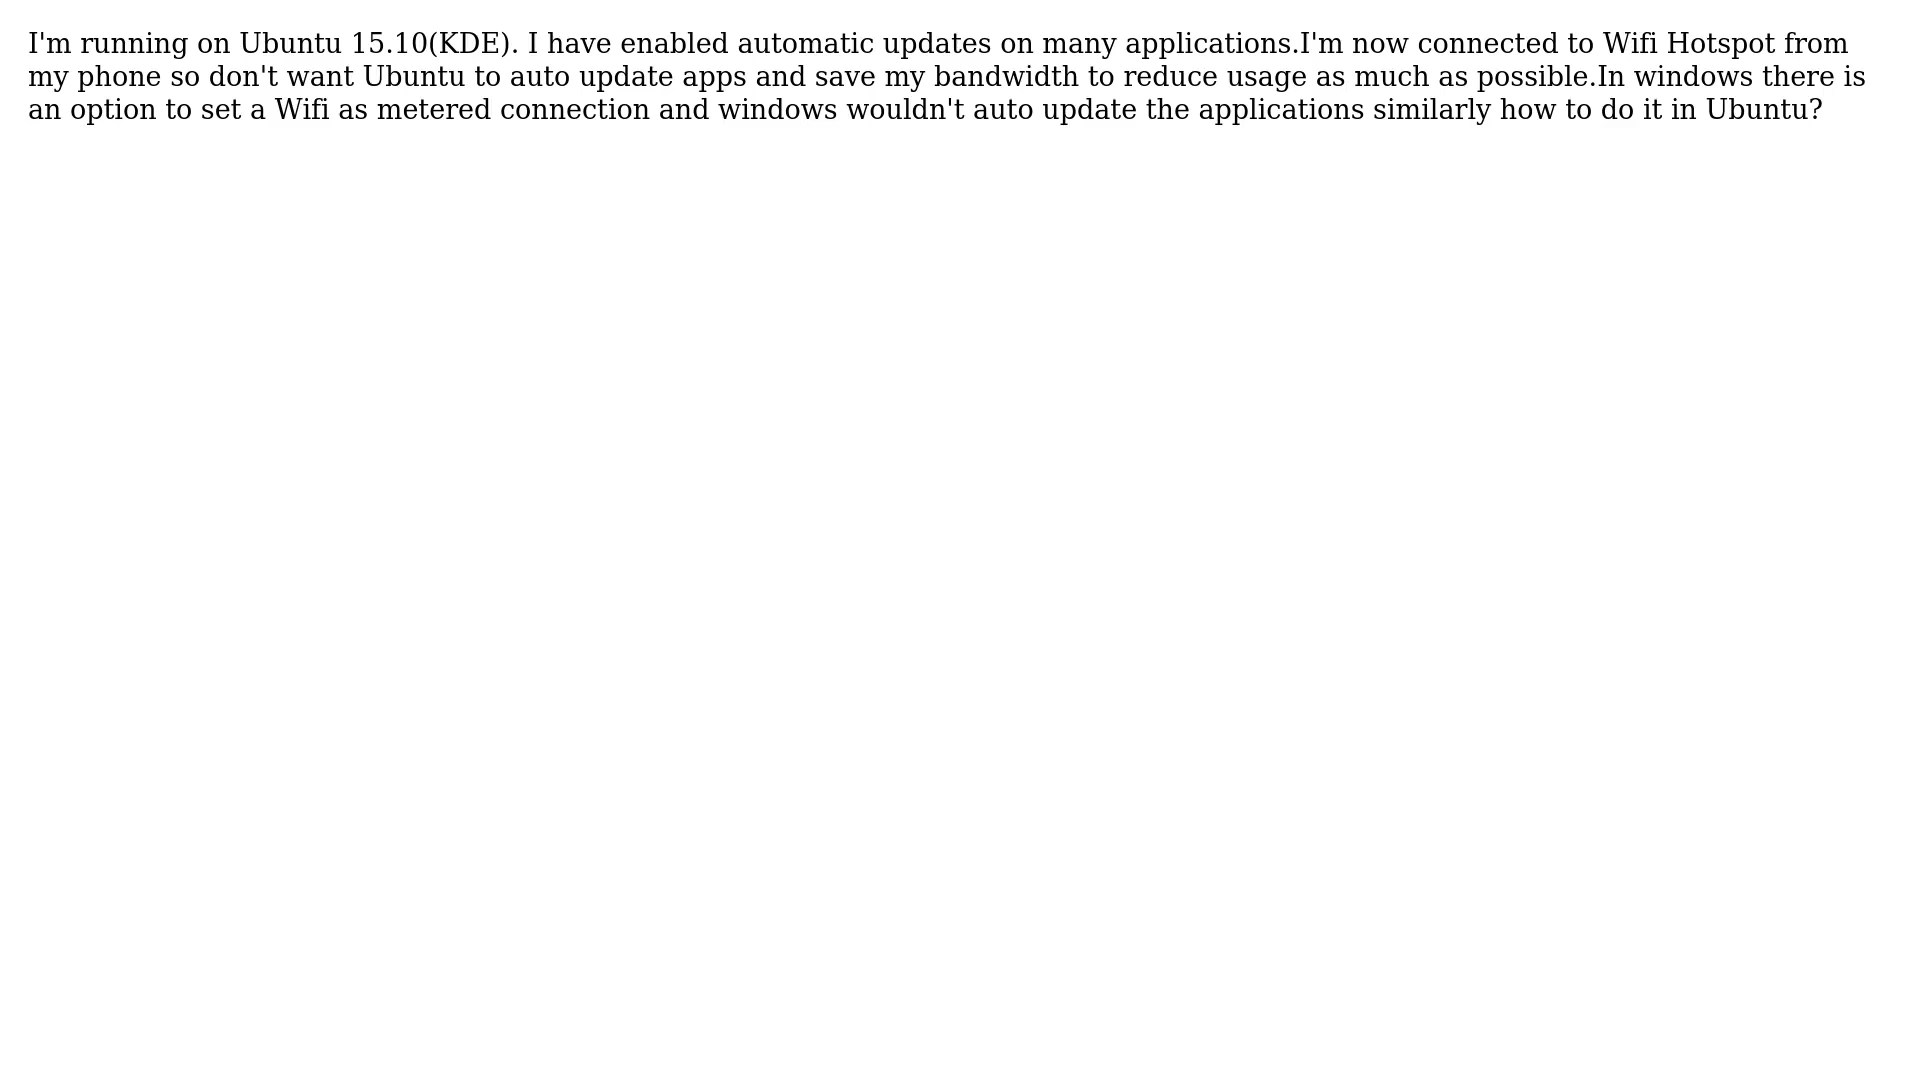 I'm running on Ubuntu 15.10(KDE). I have enabled automatic updates on many applications.I'm now connected to Wifi Hotspot from
my phone so don't want Ubuntu to auto update apps and save my bandwidth to reduce usage as much as possible.In windows there is
an option to set a Wifi as metered connection and windows wouldn't auto update the applications similarly how to do it in Ubuntu?